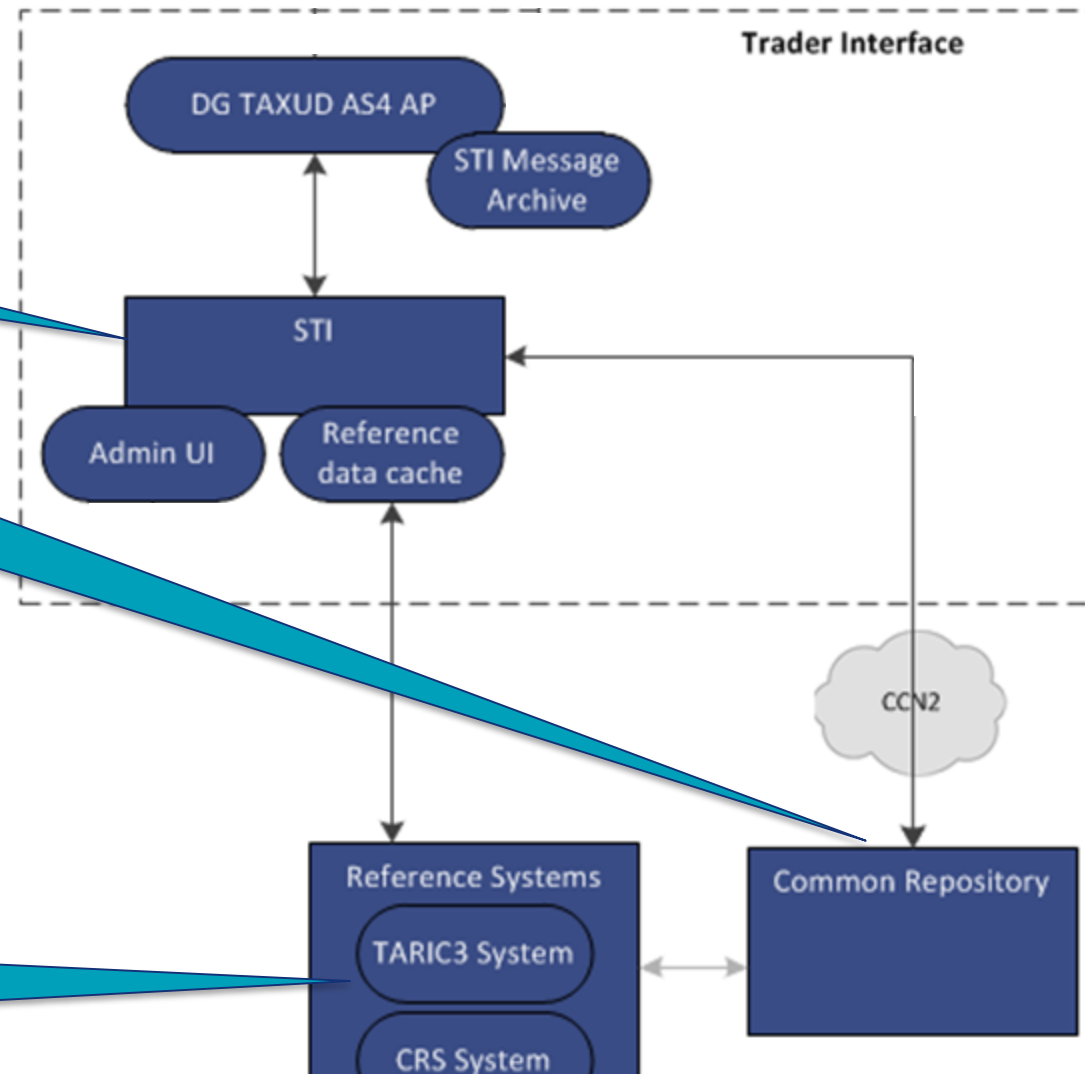 Trader Interface
DG TAXUD AS4 AP
STI Message
Archive
STI
Admin UI
Reference
data cache
CCN2
Reference Systems
TARIC3 System
CRS System
Common Repository